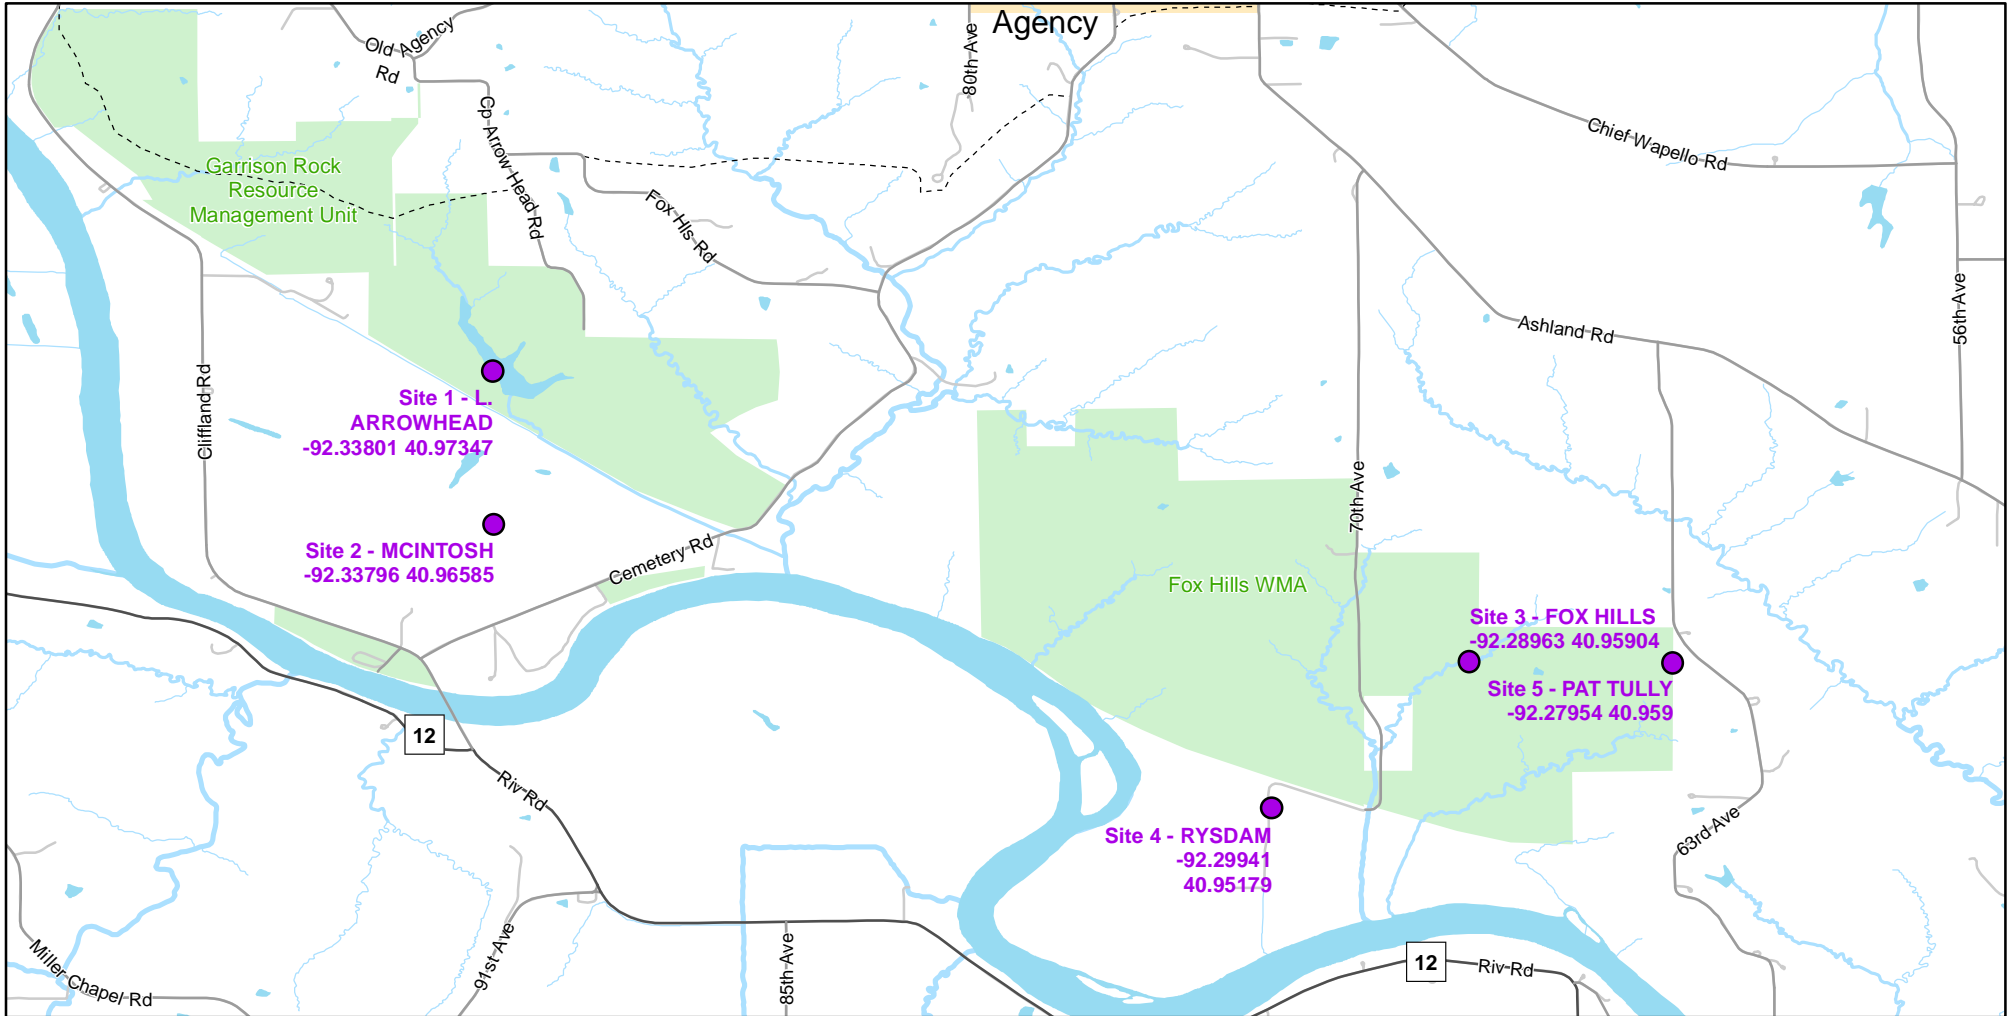 Agency
Old Agency
Rd
80th Ave
Cp Arrow Head Rd
Chief Wapello Rd
Garrison Rock
Resource
Management Unit
Fox Hls Rd
56th Ave
Ashland Rd
Cliffland Rd
Site 1 - L.
ARROWHEAD
-92.33801 40.97347
70th Ave
Site 2 - MCINTOSH
-92.33796 40.96585
Cemetery Rd
Fox Hills WMA
Site 3 - FOX HILLS
-92.28963 40.95904
Site 5 - PAT TULLY
-92.27954 40.959
12
Riv Rd
Site 4 - RYSDAM
-92.29941
40.95179
63rd Ave
Miller Chapel Rd
91st Ave
85th Ave
12
Riv Rd